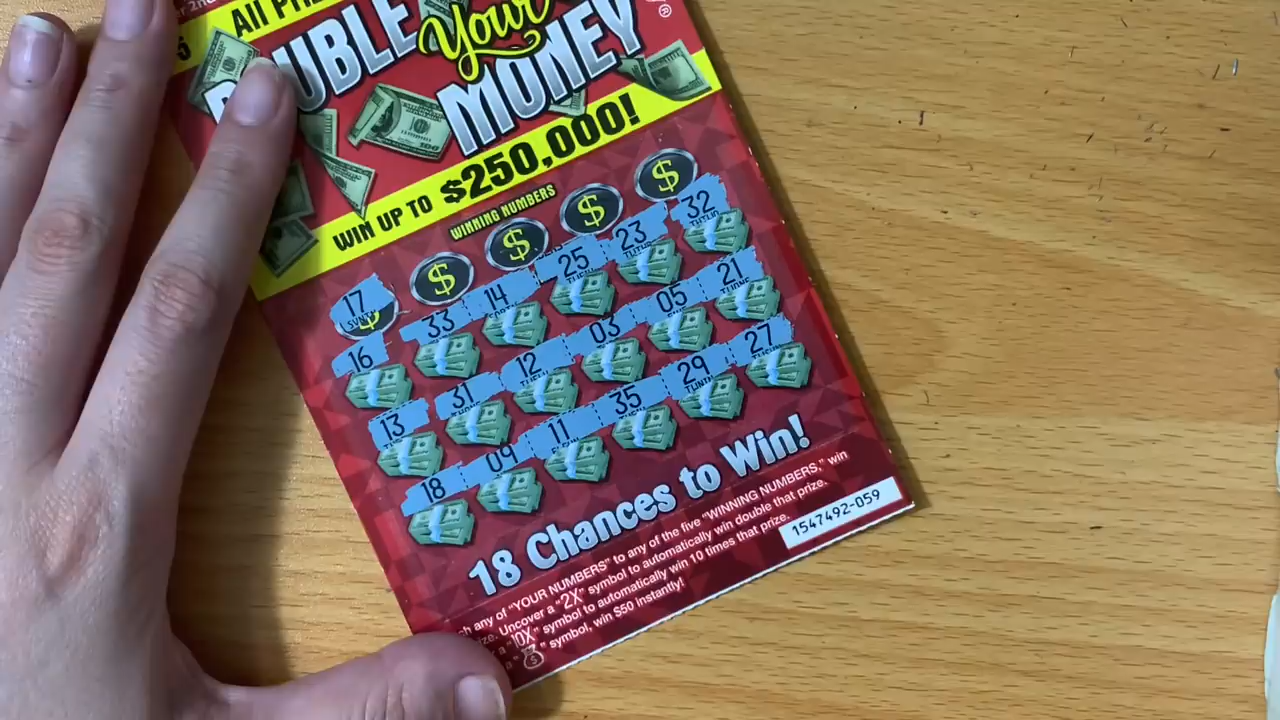 All
DOUBLE
Your
MONEY
®
WIN UP TO $250,000!
WINNING NUMBERS
$ $ $ $
17
16 33 14 25 23 32
13 31 12 03 05 21
18 09 11 35 29 27
18 Chances to Win!
any of "YOUR NUMBERS" to any of the five "WINNING NUMBERS," win
Uncover a "2X" symbol to automatically win double that prize.
a "10X" symbol to automatically win 10 times that prize.
a " $ " symbol, win $50 instantly!
1547492-059